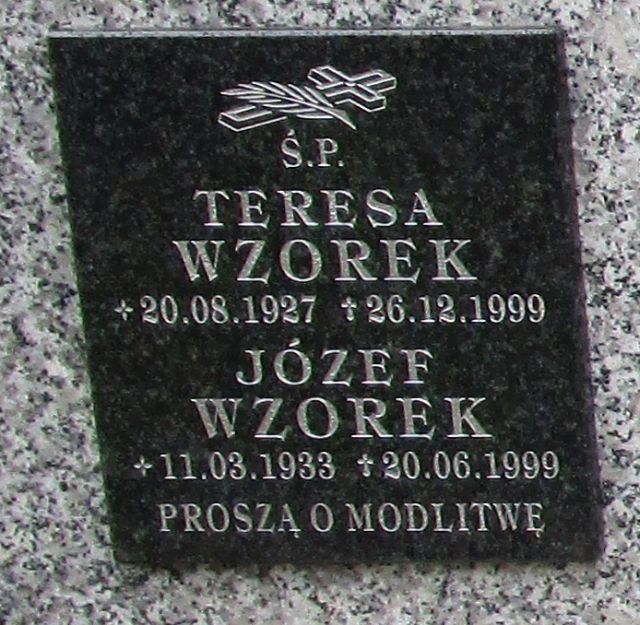 Ś.P.
TERESA
WZOREK
✢20.08.1927 ✝26.12.1999
JÓZEF
WZOREK
✢11.03.1933 ✝20.06.1999
PROSZĄ O MODLITWĘ